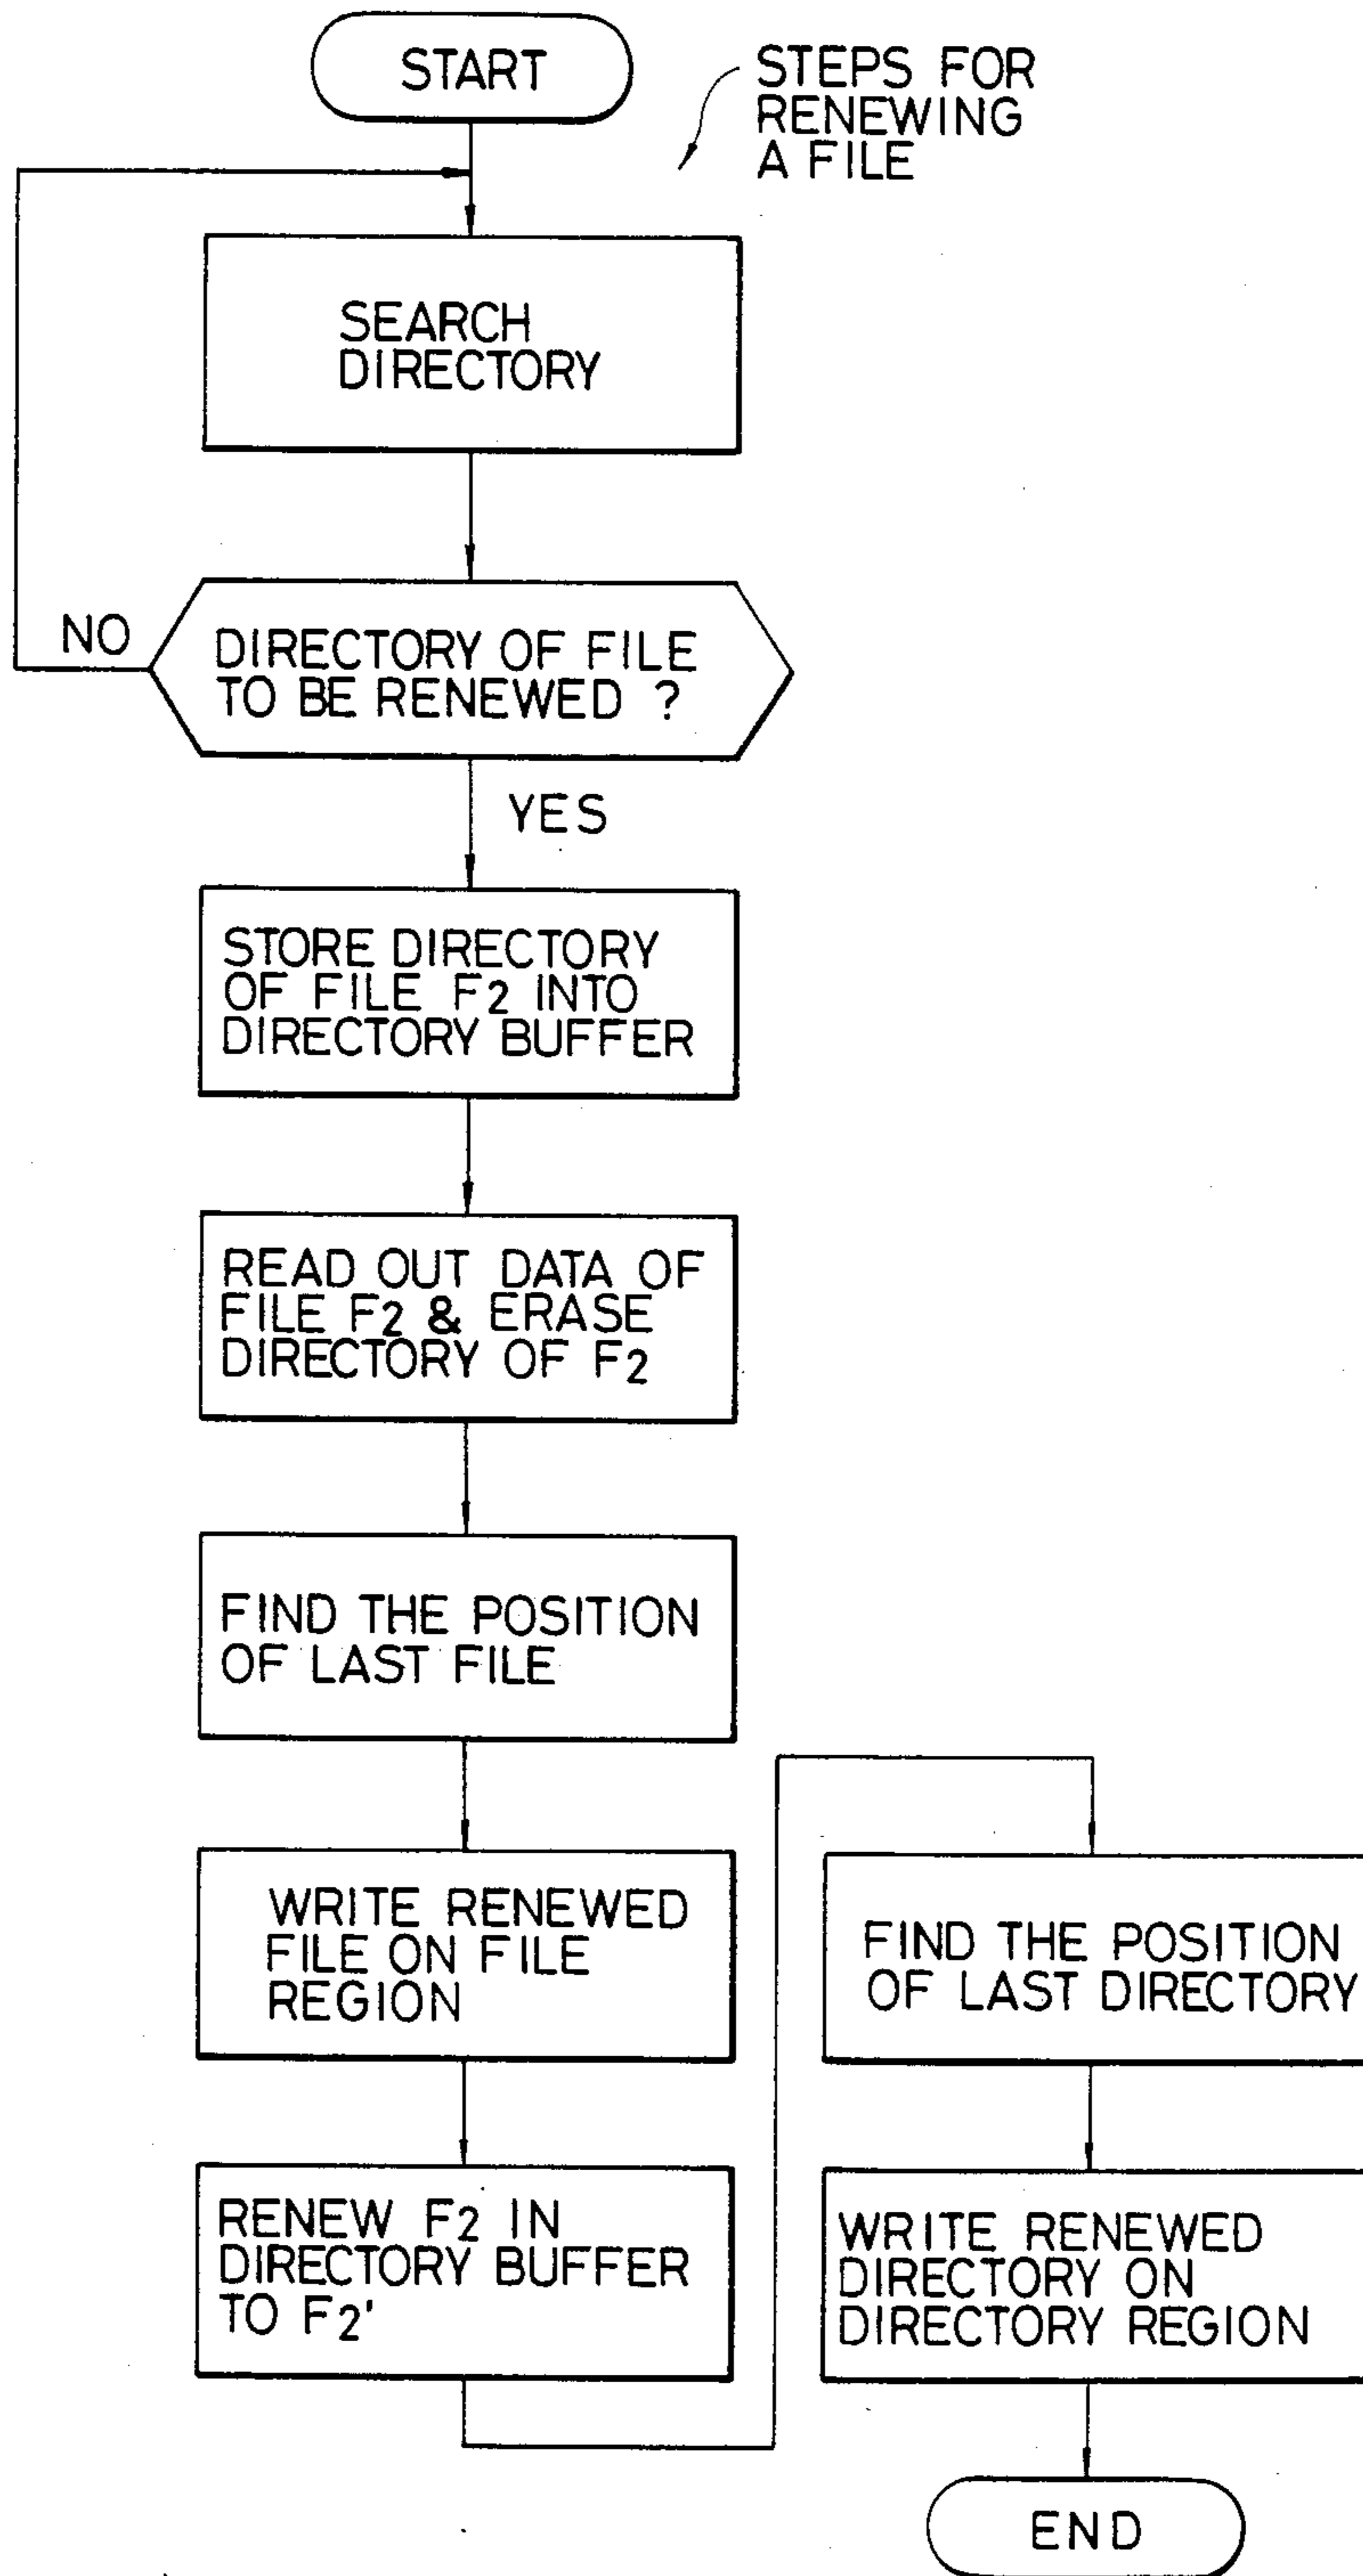 START
STEPS FOR
RENEWING
A FILE
SEARCH
DIRECTORY
NO
DIRECTORY OF FILE
TO BE RENEWED ?
YES
STORE DIRECTORY
OF FILE F2 INTO
DIRECTORY BUFFER
READ OUT DATA OF
FILE F2 & ERASE
DIRECTORY OF F2
FIND THE POSITION
OF LAST FILE
WRITE RENEWED
FILE ON FILE
REGION
RENEW F2 IN
DIRECTORY BUFFER
TO F2'
FIND THE POSITION
OF LAST DIRECTORY
WRITE RENEWED
DIRECTORY ON
DIRECTORY REGION
END